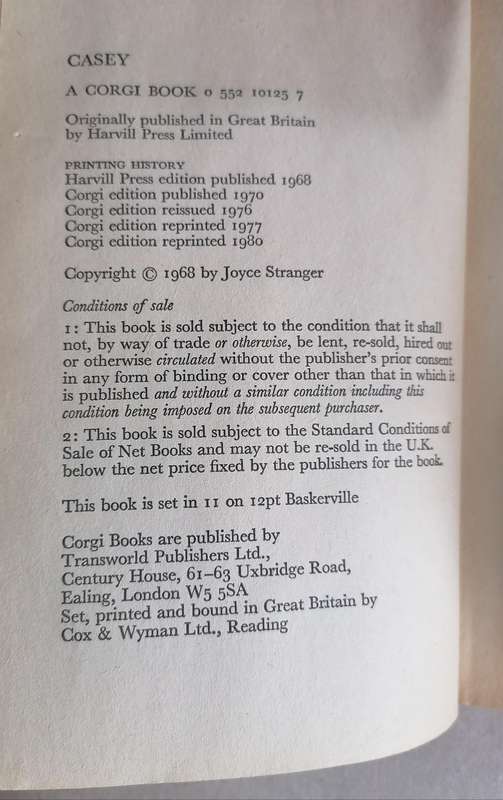 CASEY
A CORGI BOOK 0 552 10125 7
Originally published in Great Britain
by Harvill Press Limited
PRINTING HISTORY
Harvill Press edition published 1968
Corgi edition published 1970
Corgi edition reissued 1976
Corgi edition reprinted 1977
Corgi edition reprinted 1980
Copyright © 1968 by Joyce Stranger
Conditions of sale
1: This book is sold subject to the condition that it shall
not, by way of trade or otherwise, be lent, re-sold, hired out
or otherwise circulated without the publisher's prior consent
in any form of binding or cover other than that in which it
is published and without a similar condition including this
condition being imposed on the subsequent purchaser.
2: This book is sold subject to the Standard Conditions of
Sale of Net Books and may not be re-sold in the U.K.
below the net price fixed by the publishers for the book.
This book is set in 11 on 12pt Baskerville
Corgi Books are published by
Transworld Publishers Ltd.,
Century House, 61–63 Uxbridge Road,
Ealing, London W5 5SA
Set, printed and bound in Great Britain by
Cox & Wyman Ltd., Reading